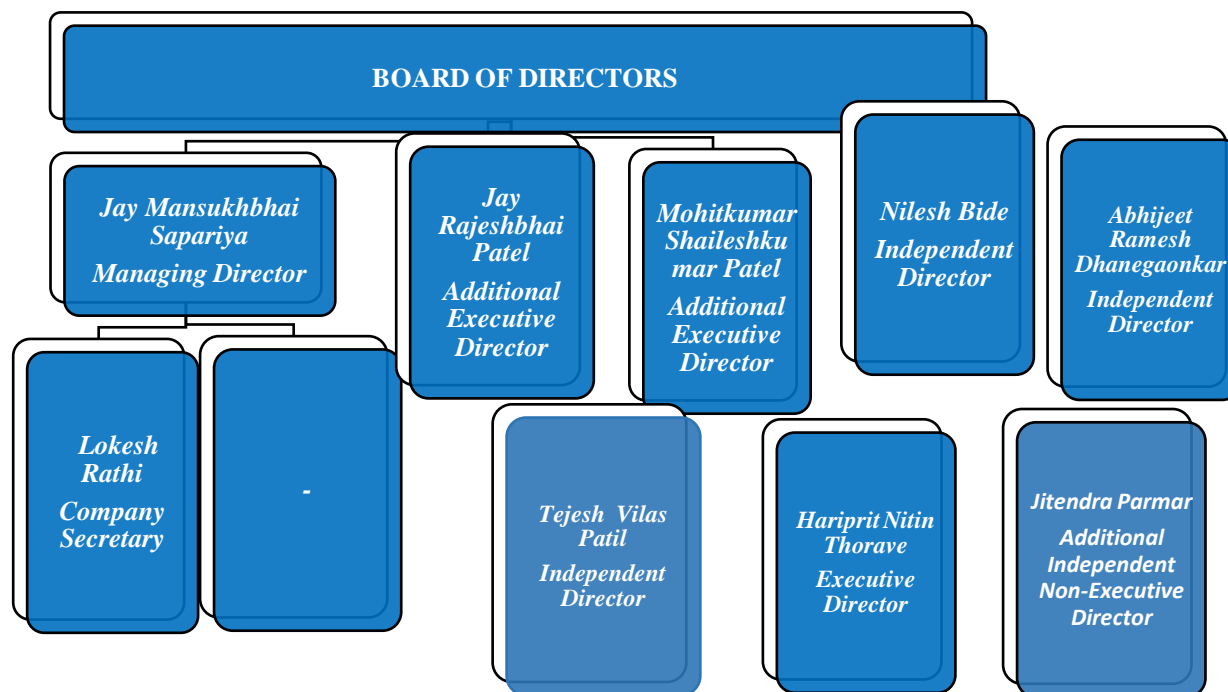 BOARD OF DIRECTORS
Jay Mansukhbhai
Sapariya
Managing Director
Jay
Rajeshbhai
Patel
Additional
Executive
Director
Mohitkumar
Shaileshku
mar Patel
Additional
Executive
Director
Nilesh Bide
Independent
Director
Abhijeet
Ramesh
Dhanegaonkar
Independent
Director
Lokesh
Rathi
Company
Secretary
-
Tejesh Vilas
Patil
Independent
Director
Hariprit Nitin
Thorave
Executive
Director
Jitendra Parmar
Additional
Independent
Non-Executive
Director